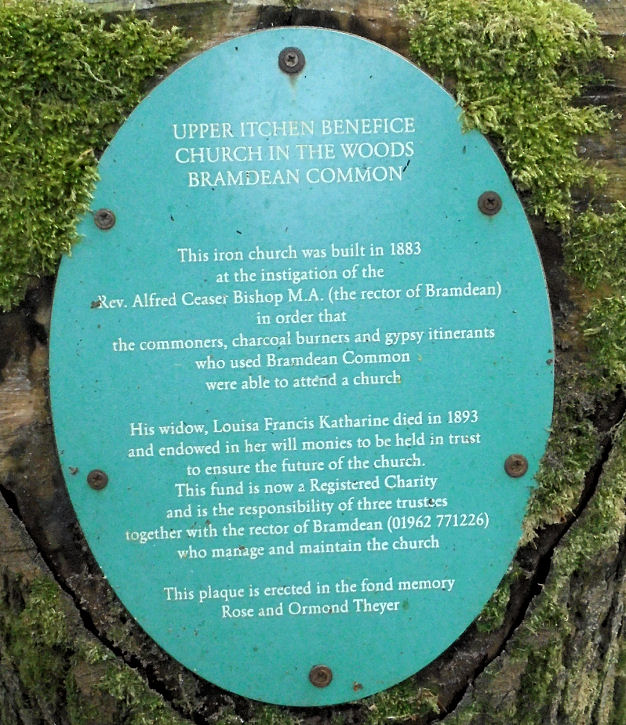 UPPER ITCHEN BENEFICE
CHURCH IN THE WOODS
BRAMDEAN COMMON
This iron church was built in 1883
at the instigation of the
Rev. Alfred Ceaser Bishop M.A. (the rector of Bramdean)
in order that
the commoners, charcoal burners and gypsy itinerants
who used Bramdean Common
were able to attend a church
His widow, Louisa Francis Katharine died in 1893
and endowed in her will monies to be held in trust
to ensure the future of the church.
This fund is now a Registered Charity
and is the responsibility of three trustees
together with the rector of Bramdean (01962 771226)
who manage and maintain the church
This plaque is erected in the fond memory
Rose and Ormond Theyer